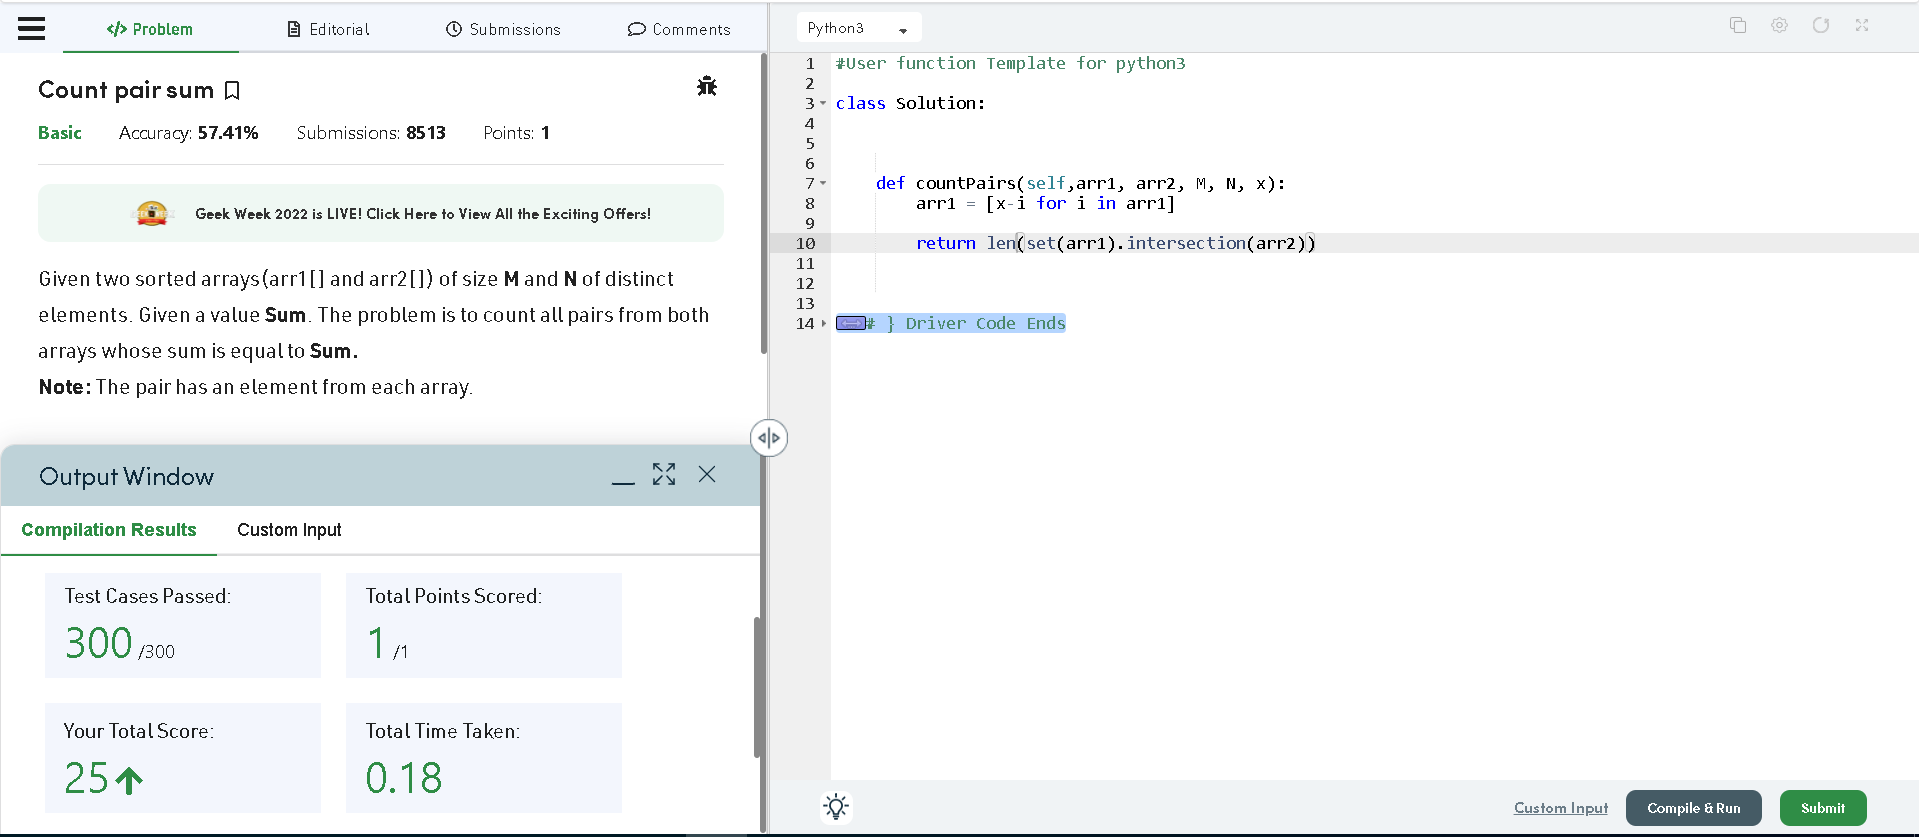 </> Problem
Editorial
Submissions
Comments
Count pair sum
Basic Accuracy: 57.41% Submissions: 8513 Points: 1
Geek Week 2022 is LIVE! Click Here to View All the Exciting Offers!
Given two sorted arrays(arr1[] and arr2[]) of size M and N of distinct
elements. Given a value Sum. The problem is to count all pairs from both
arrays whose sum is equal to Sum.
Note: The pair has an element from each array.
Output Window
Compilation Results Custom Input
Test Cases Passed:
300 /300
Total Points Scored:
1 /1
Your Total Score:
25
Total Time Taken:
0.18
Python3
1 #User function Template for python3
2
3 class Solution:
4
5
6
7 def countPairs(self,arr1, arr2, M, N, x):
8 arr1 = [x-i for i in arr1]
9
10 return len(set(arr1).intersection(arr2))
11
12
13
14 # } Driver Code Ends
Custom Input Compile & Run Submit